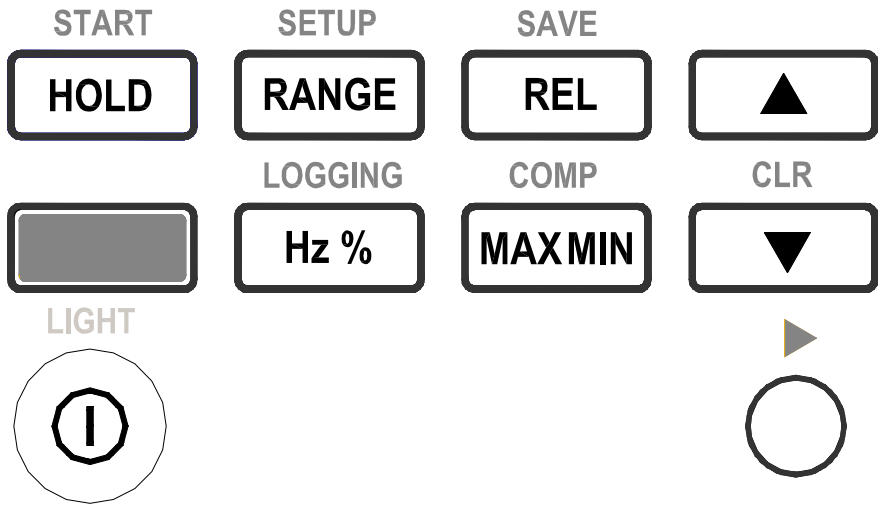 START SETUP SAVE
HOLD RANGE REL ▲
LOGGING COMP CLR
Hz % MAX MIN ▼
LIGHT